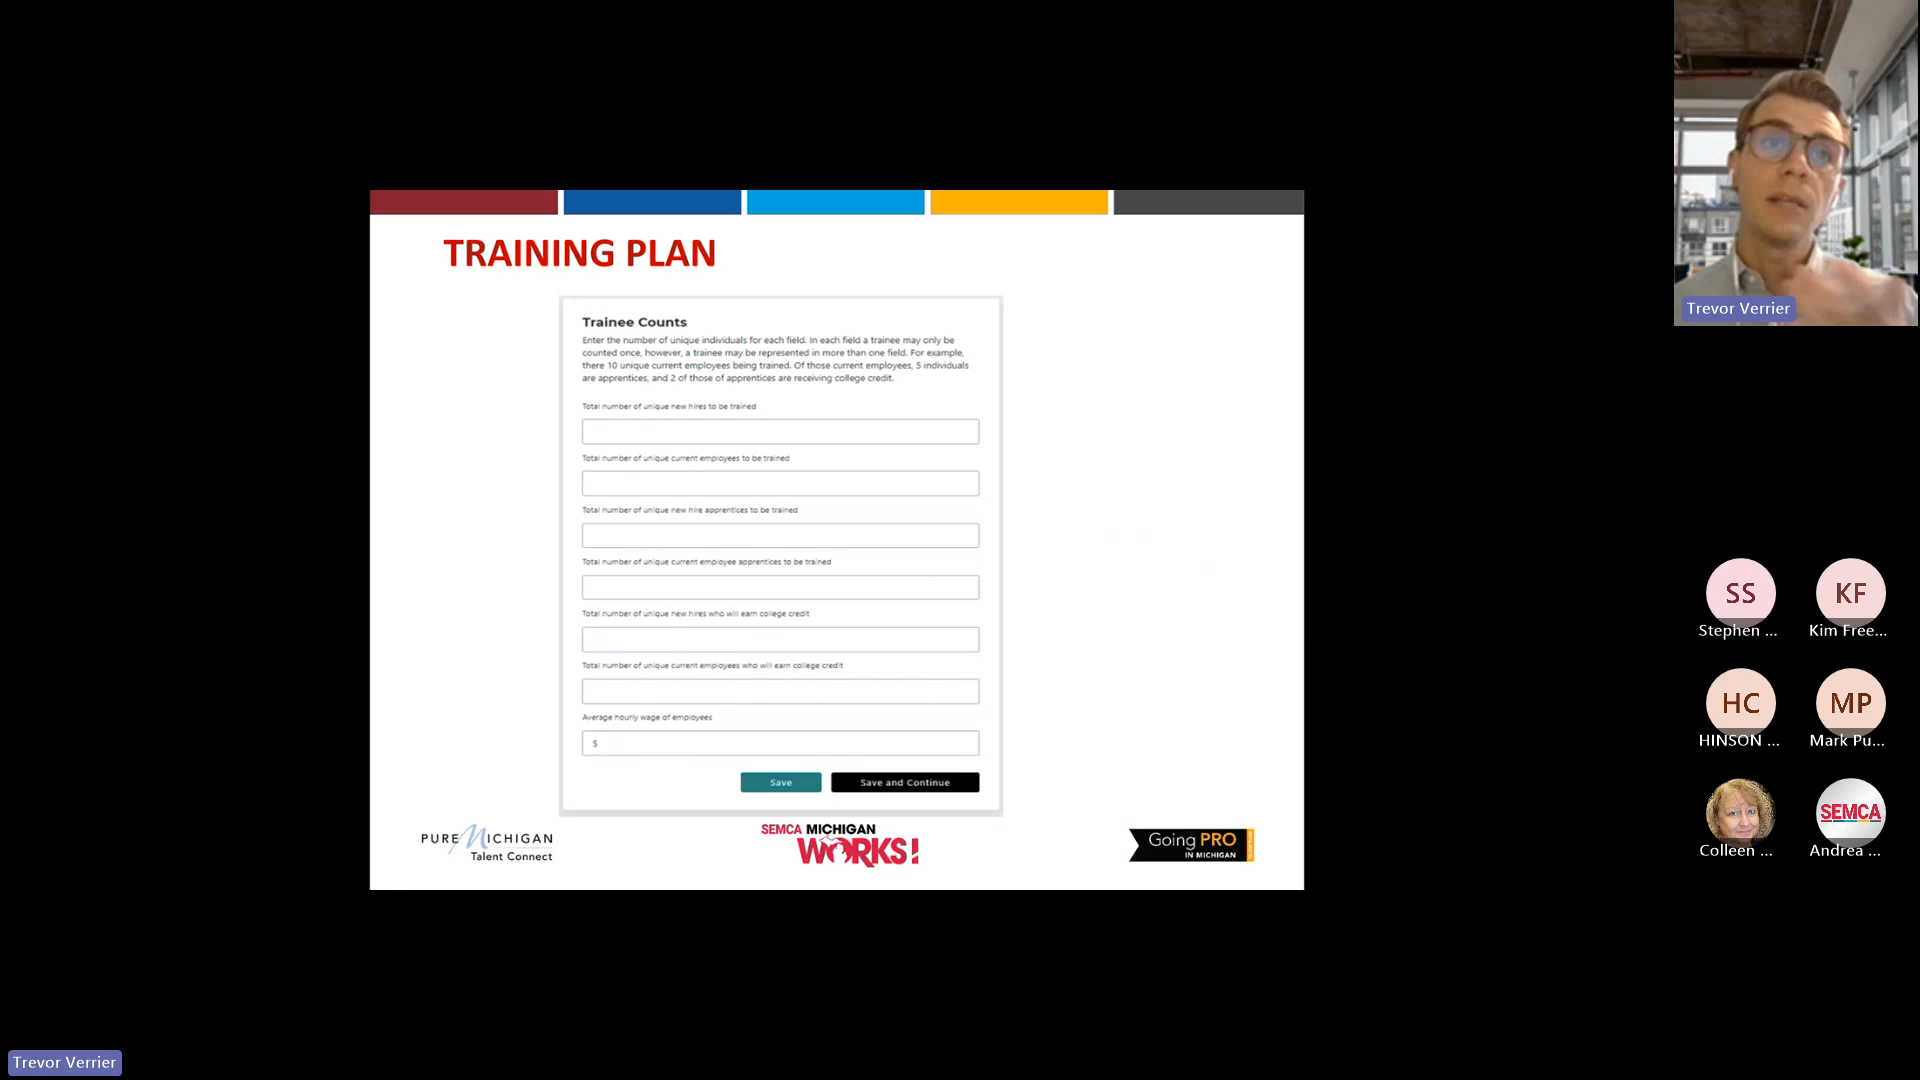 TRAINING PLAN
Trainee Counts
Enter the number of unique individuals for each field. In each field a trainee may only be
counted once, however, a trainee may be represented in more than one field. For example,
there 10 unique current employees being trained. Of those current employees, 5 individuals
are apprentices, and 2 of those of apprentices are receiving college credit.
Total number of unique new hires to be trained
Total number of unique current employees to be trained
Total number of unique new hire apprentices to be trained
Total number of unique current employee apprentices to be trained
Total number of unique new hires who will earn college credit
Total number of unique current employees who will earn college credit
Average hourly wage of employees
$
Save
Save and Continue
PURE MICHIGAN
Talent Connect
SEMCA MICHIGAN
WORKS!
Going PRO
IN MICHIGAN
Trevor Verrier
SS
Stephen ...
KF
Kim Free...
HC
HINSON ...
MP
Mark Pu...
Colleen ...
SEMCA
Andrea ...
Trevor Verrier